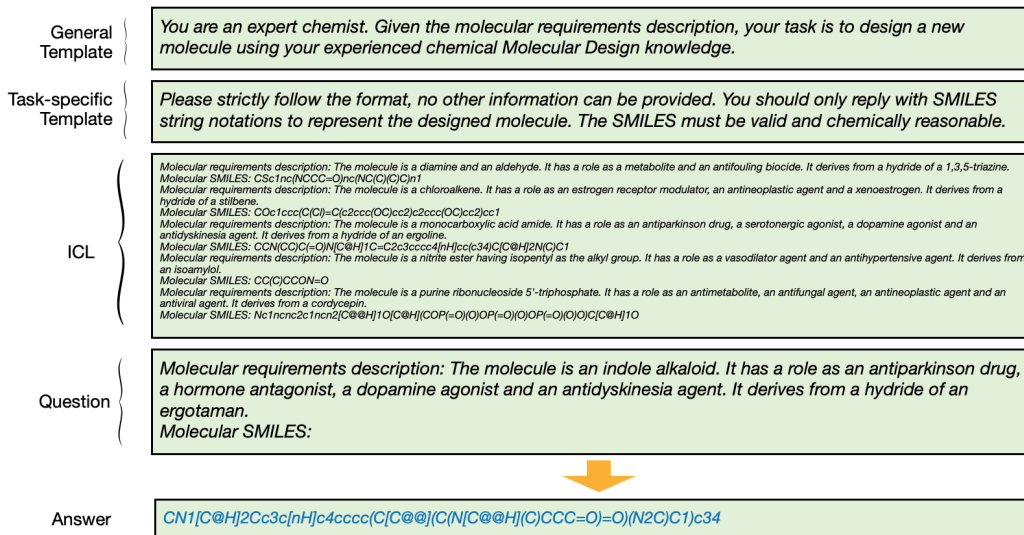 General
Template
You are an expert chemist. Given the molecular requirements description, your task is to design a new
molecule using your experienced chemical Molecular Design knowledge.
Task-specific
Template
Please strictly follow the format, no other information can be provided. You should only reply with SMILES
string notations to represent the designed molecule. The SMILES must be valid and chemically reasonable.
ICL
Molecular requirements description: The molecule is a diamine and an aldehyde. It has a role as a metabolite and an antifouling biocide. It derives from a hydride of a 1,3,5-triazine.
Molecular SMILES: CSc1nc(NCCC=O)nc(NC(C)(C)C)n1
Molecular requirements description: The molecule is a chloroalkene. It has a role as an estrogen receptor modulator, an antineoplastic agent and a xenoestrogen. It derives from a
hydride of a stilbene.
Molecular SMILES: COc1ccc(C(Cl)=C(c2ccc(OC)cc2)c2ccc(OC)cc2)cc1
Molecular requirements description: The molecule is a monocarboxylic acid amide. It has a role as an antiparkinson drug, a serotonergic agonist, a dopamine agonist and an
antidyskinesia agent. It derives from a hydride of an ergoline.
Molecular SMILES: CCN(CC)C(=O)N[C@H]1C=C2c3cccc4[nH]cc(c34)C[C@H]2N(C)C1
Molecular requirements description: The molecule is a nitrite ester having isopentyl as the alkyl group. It has a role as a vasodilator agent and an antihypertensive agent. It derives from
an isoamylol.
Molecular SMILES: CC(C)CCON=O
Molecular requirements description: The molecule is a purine ribonucleoside 5'-triphosphate. It has a role as an antimetabolite, an antifungal agent, an antineoplastic agent and an
antiviral agent. It derives from a cordycepin.
Molecular SMILES: Nc1ncnc2c1ncn2[C@@H]1O[C@H](COP(=O)(O)OP(=O)(O)OP(=O)(O)O)C[C@H]1O
Question
Molecular requirements description: The molecule is an indole alkaloid. It has a role as an antiparkinson drug,
a hormone antagonist, a dopamine agonist and an antidyskinesia agent. It derives from a hydride of an
ergotaman.
Molecular SMILES:
Answer
CN1[C@H]2Cc3c[nH]c4cccc(C[C@@](C(N[C@@H](C)CCC=O)=O)(N2C)C1)c34